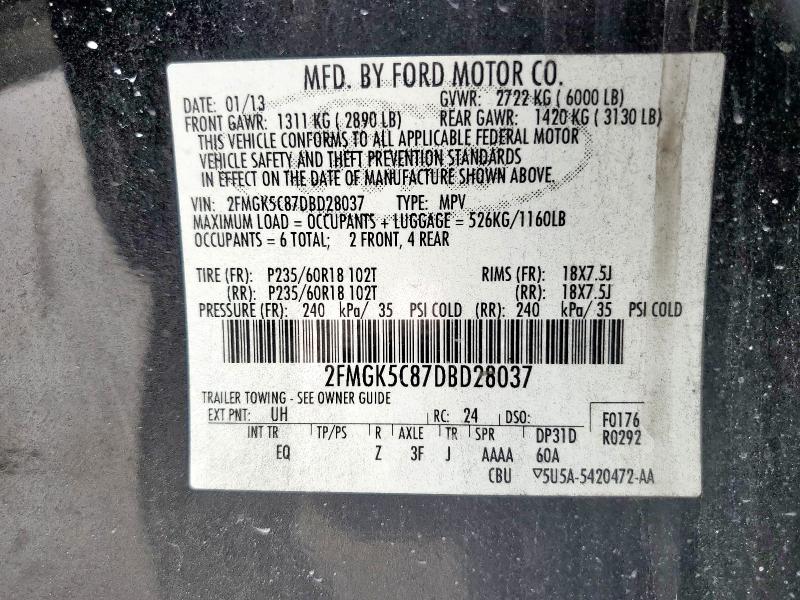 MFD. BY FORD MOTOR CO.
DATE: 01/13 GVWR: 2722 KG ( 6000 LB)
FRONT GAWR: 1311 KG ( 2890 LB) REAR GAWR: 1420 KG ( 3130 LB)
THIS VEHICLE CONFORMS TO ALL APPLICABLE FEDERAL MOTOR
VEHICLE SAFETY AND THEFT PREVENTION STANDARDS
IN EFFECT ON THE DATE OF MANUFACTURE SHOWN ABOVE.
VIN: 2FMGK5C87DBD28037 TYPE: MPV
MAXIMUM LOAD = OCCUPANTS + LUGGAGE = 526KG/1160LB
OCCUPANTS = 6 TOTAL; 2 FRONT, 4 REAR
TIRE (FR): P235/60R18 102T RIMS (FR): 18X7.5J
(RR): P235/60R18 102T (RR): 18X7.5J
PRESSURE (FR): 240 kPa/ 35 PSI COLD (RR): 240 kPa/ 35 PSI COLD
2FMGK5C87DBD28037
TRAILER TOWING - SEE OWNER GUIDE
EXT PNT: UH RC: 24 DSO: F0176
INT TR TP/PS R AXLE TR SPR DP31D R0292
EQ Z 3F J AAAA 60A
CBU ▽5U5A-5420472-AA